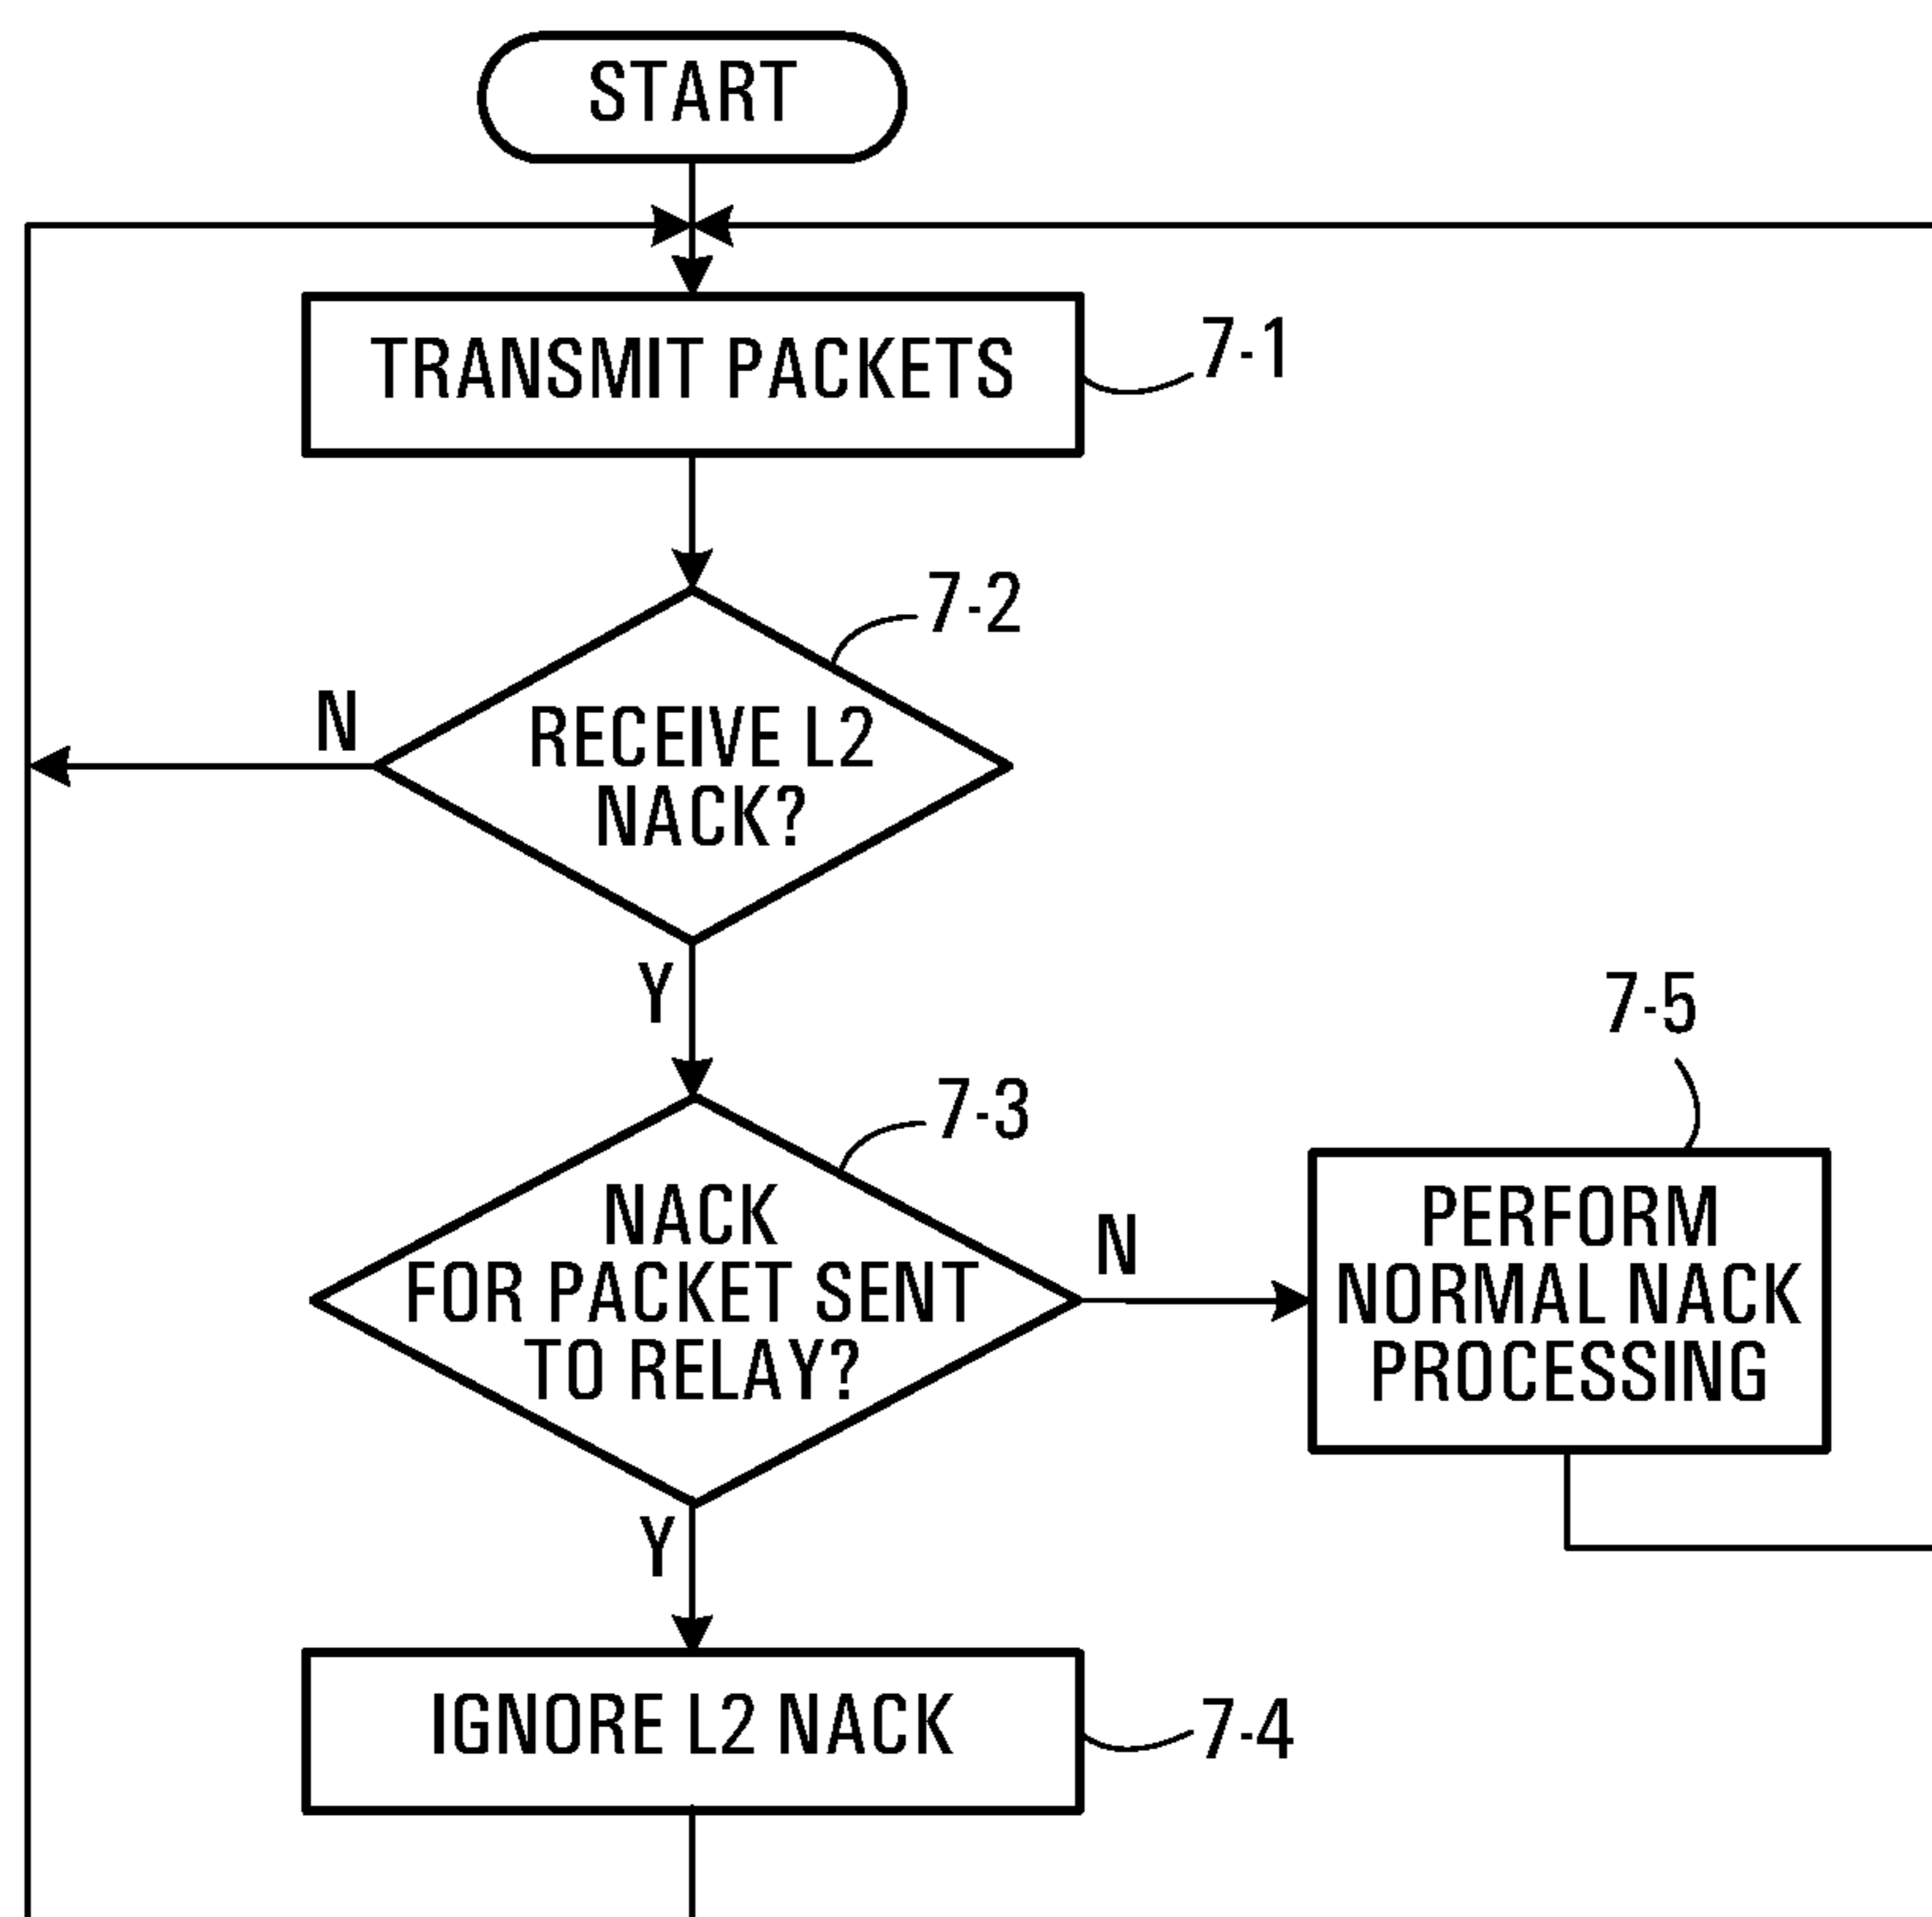 START
TRANSMIT PACKETS
7-1
7-2
N
RECEIVE L2
NACK?
Y
7-3
NACK
FOR PACKET SENT
TO RELAY?
N
7-5
PERFORM
NORMAL NACK
PROCESSING
Y
IGNORE L2 NACK
7-4